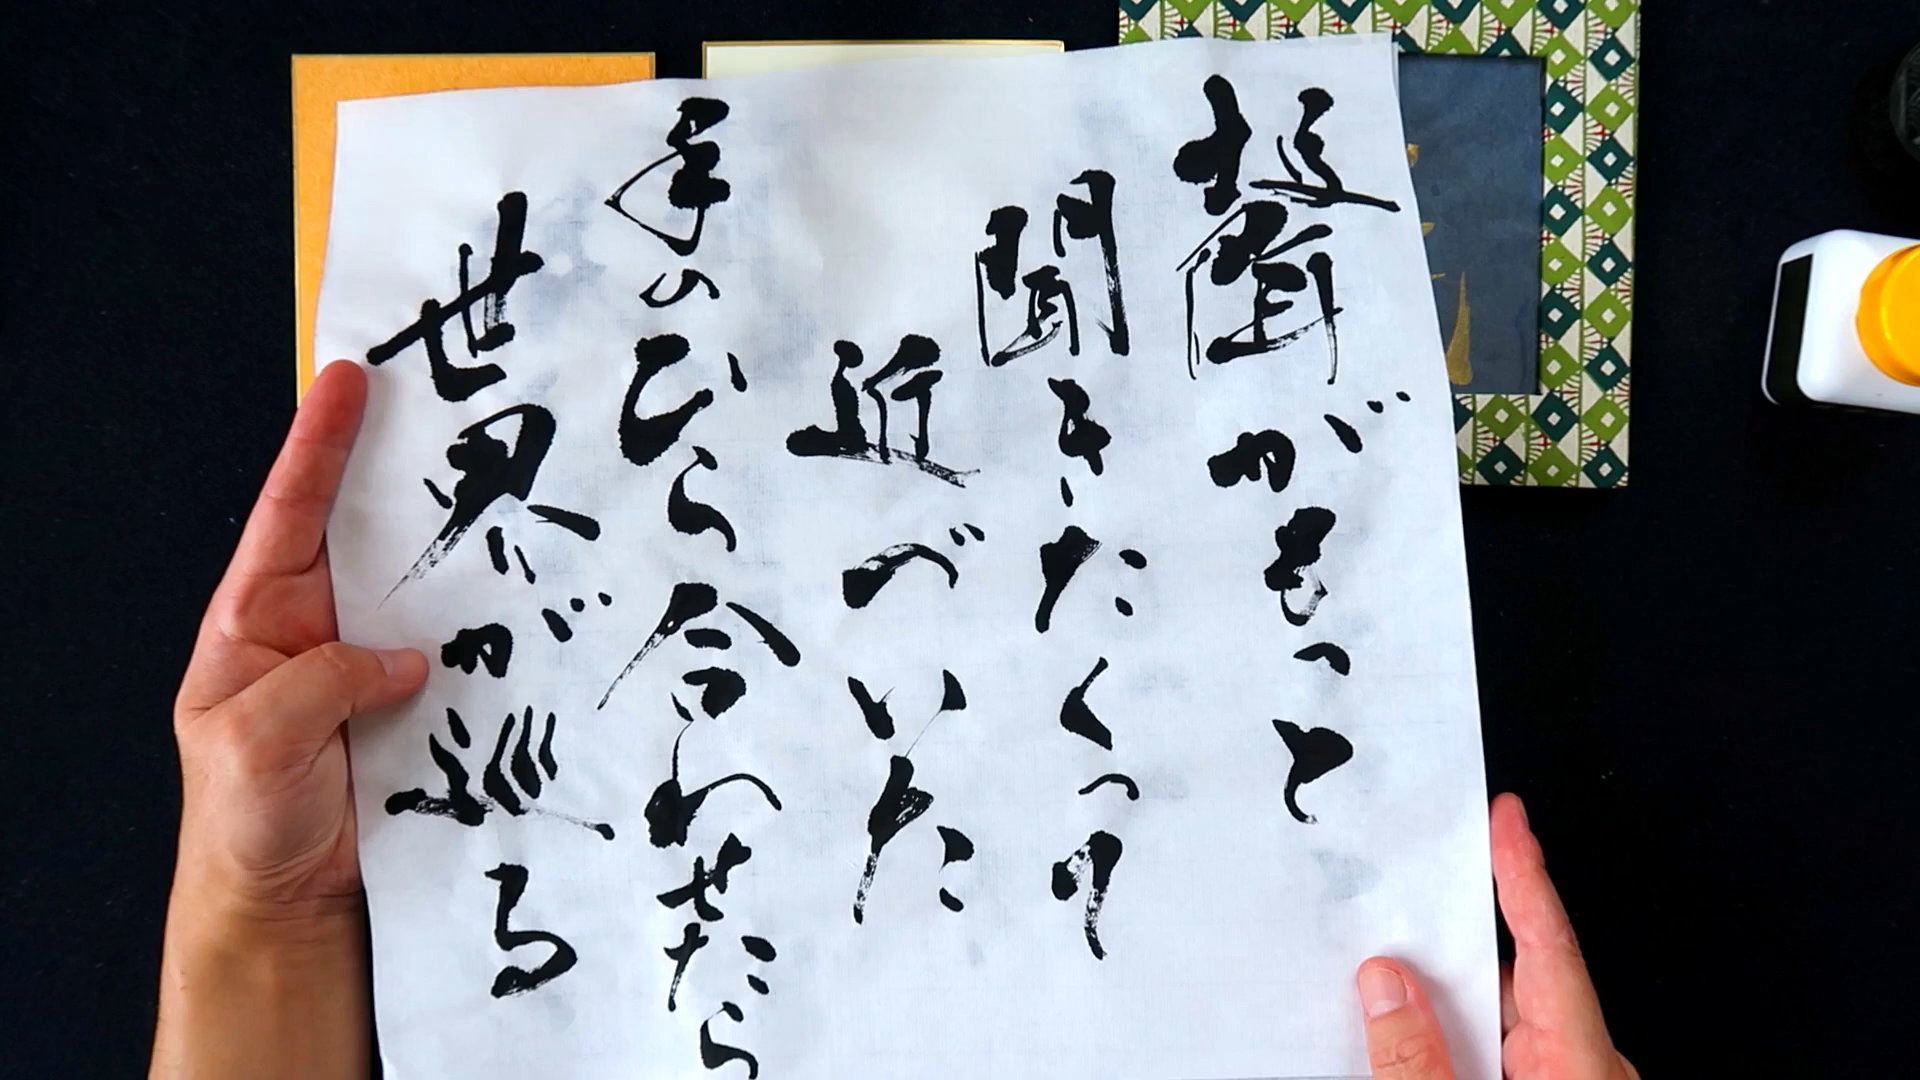 聲がもっと
聞きたくって
近づいた
手のひら合わせたら
世界が巡る